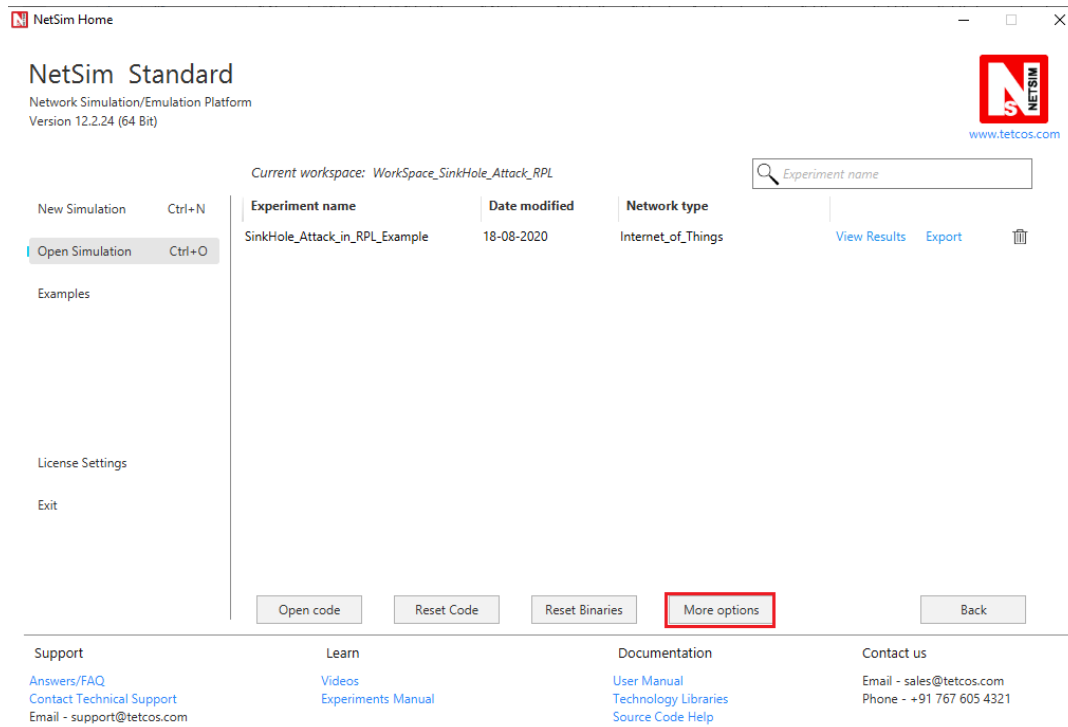 NetSim Home
NetSim Standard
Network Simulation/Emulation Platform
Version 12.2.24 (64 Bit)
NETSIM
www.tetcos.com
Current workspace: WorkSpace_SinkHole_Attack_RPL
Experiment name
New Simulation Ctrl+N
Open Simulation Ctrl+O
Examples
License Settings
Exit
Experiment name Date modified Network type
SinkHole_Attack_in_RPL_Example 18-08-2020 Internet_of_Things View Results Export
Open code Reset Code Reset Binaries More options Back
Support
Answers/FAQ
Contact Technical Support
Email - support@tetcos.com
Learn
Videos
Experiments Manual
Documentation
User Manual
Technology Libraries
Source Code Help
Contact us
Email - sales@tetcos.com
Phone - +91 767 605 4321